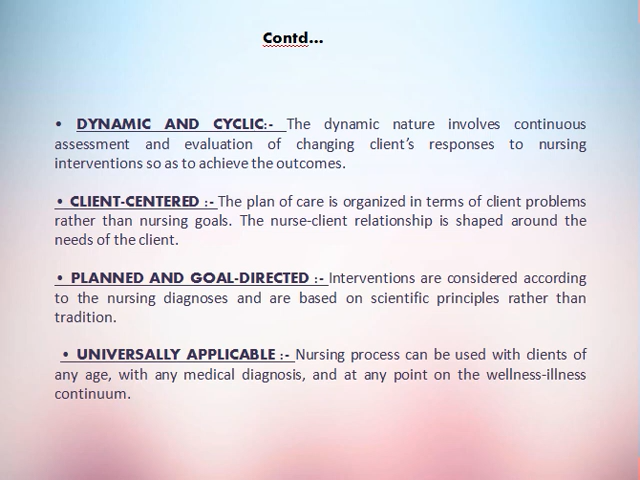 Contd...
• DYNAMIC AND CYCLIC:- The dynamic nature involves continuous
assessment and evaluation of changing client's responses to nursing
interventions so as to achieve the outcomes.
• CLIENT-CENTERED :- The plan of care is organized in terms of client problems
rather than nursing goals. The nurse-client relationship is shaped around the
needs of the client.
• PLANNED AND GOAL-DIRECTED :- Interventions are considered according
to the nursing diagnoses and are based on scientific principles rather than
tradition.
• UNIVERSALLY APPLICABLE :- Nursing process can be used with clients of
any age, with any medical diagnosis, and at any point on the wellness-illness
continuum.